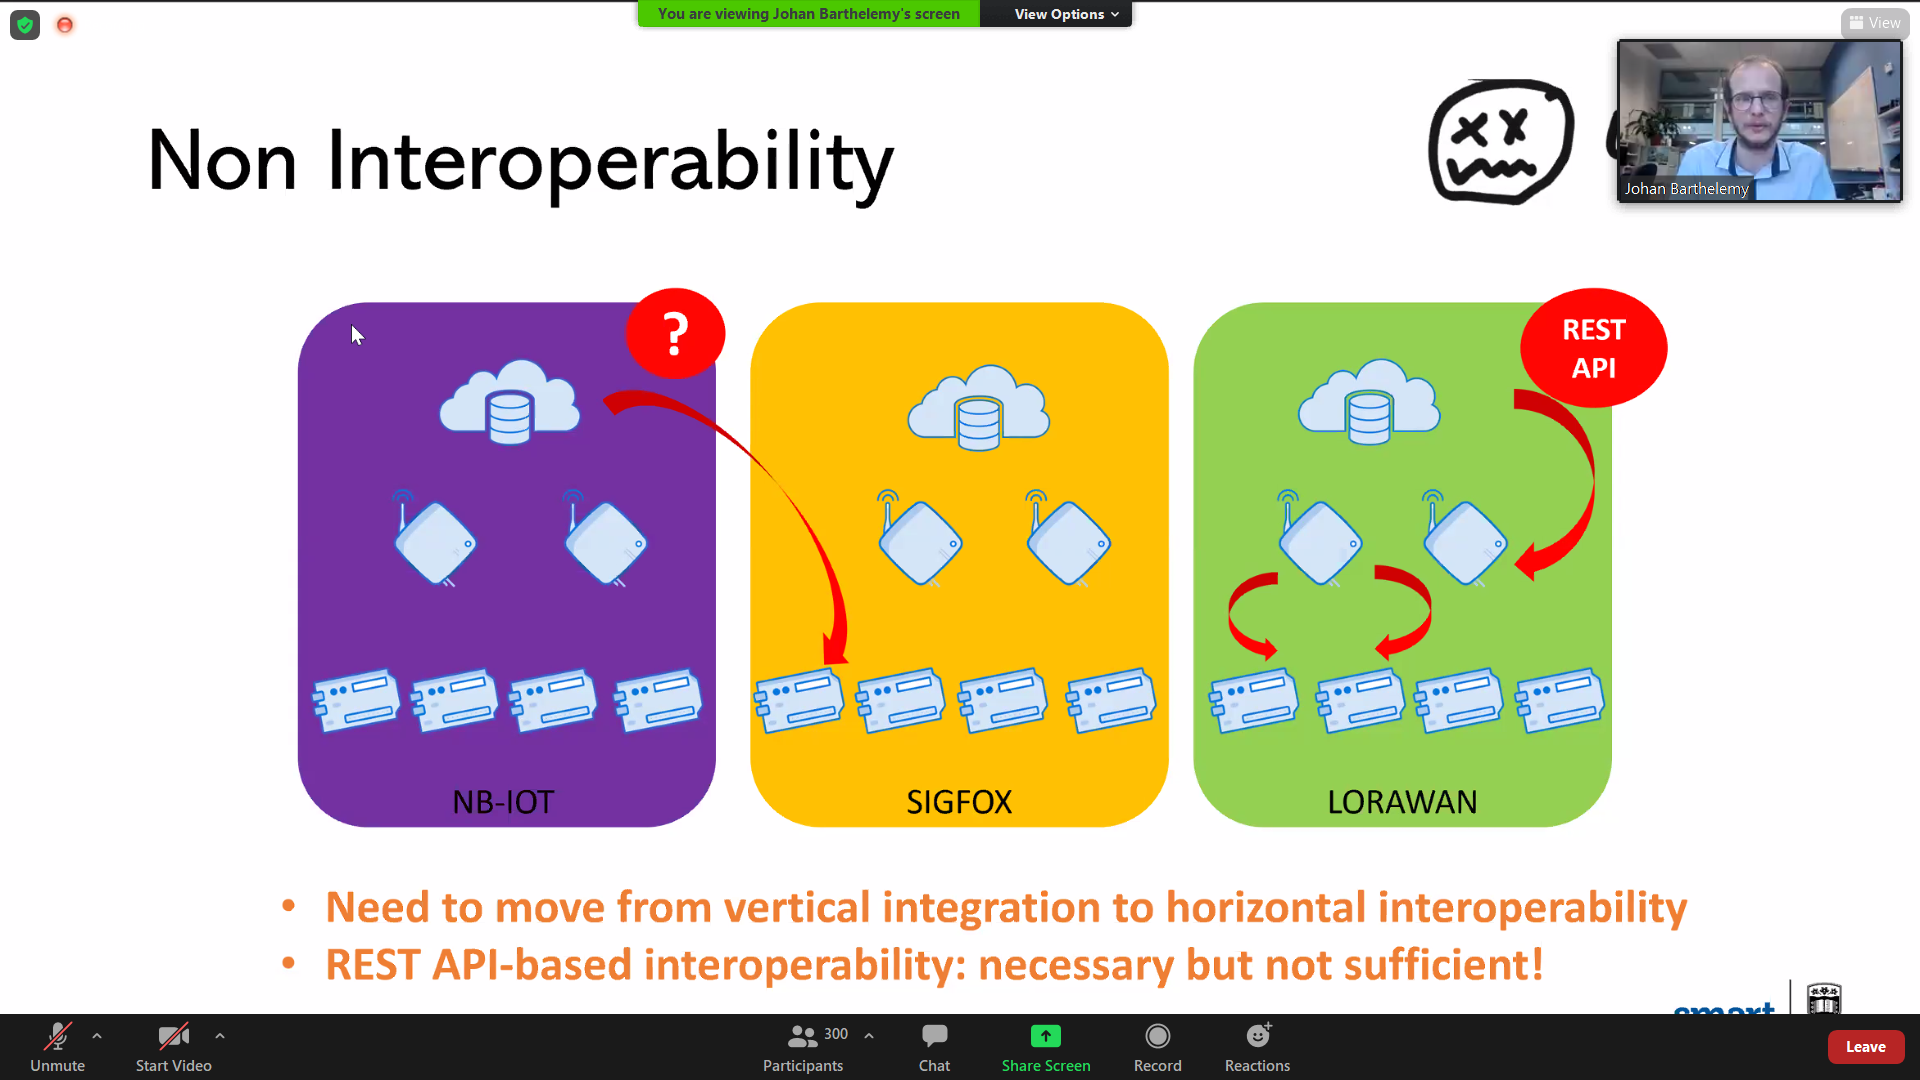 You are viewing Johan Barthelemy's screen
View Options
View
Non Interoperability
Johan Barthelemy
?
REST
API
NB-IOT
SIGFOX
LORAWAN
• Need to move from vertical integration to horizontal interoperability
• REST API-based interoperability: necessary but not sufficient!
smart
Unmute
Start Video
300
Participants
Chat
Share Screen
Record
Reactions
Leave